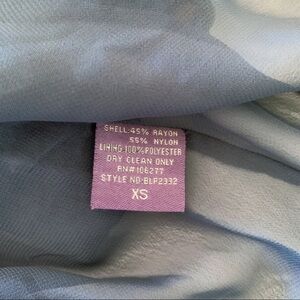 SHELL:45% RAYON
55% NYLON
LINING:100%POLYESTER
DRY CLEAN ONLY
RN#106277
STYLE NO:BLP2332
XS